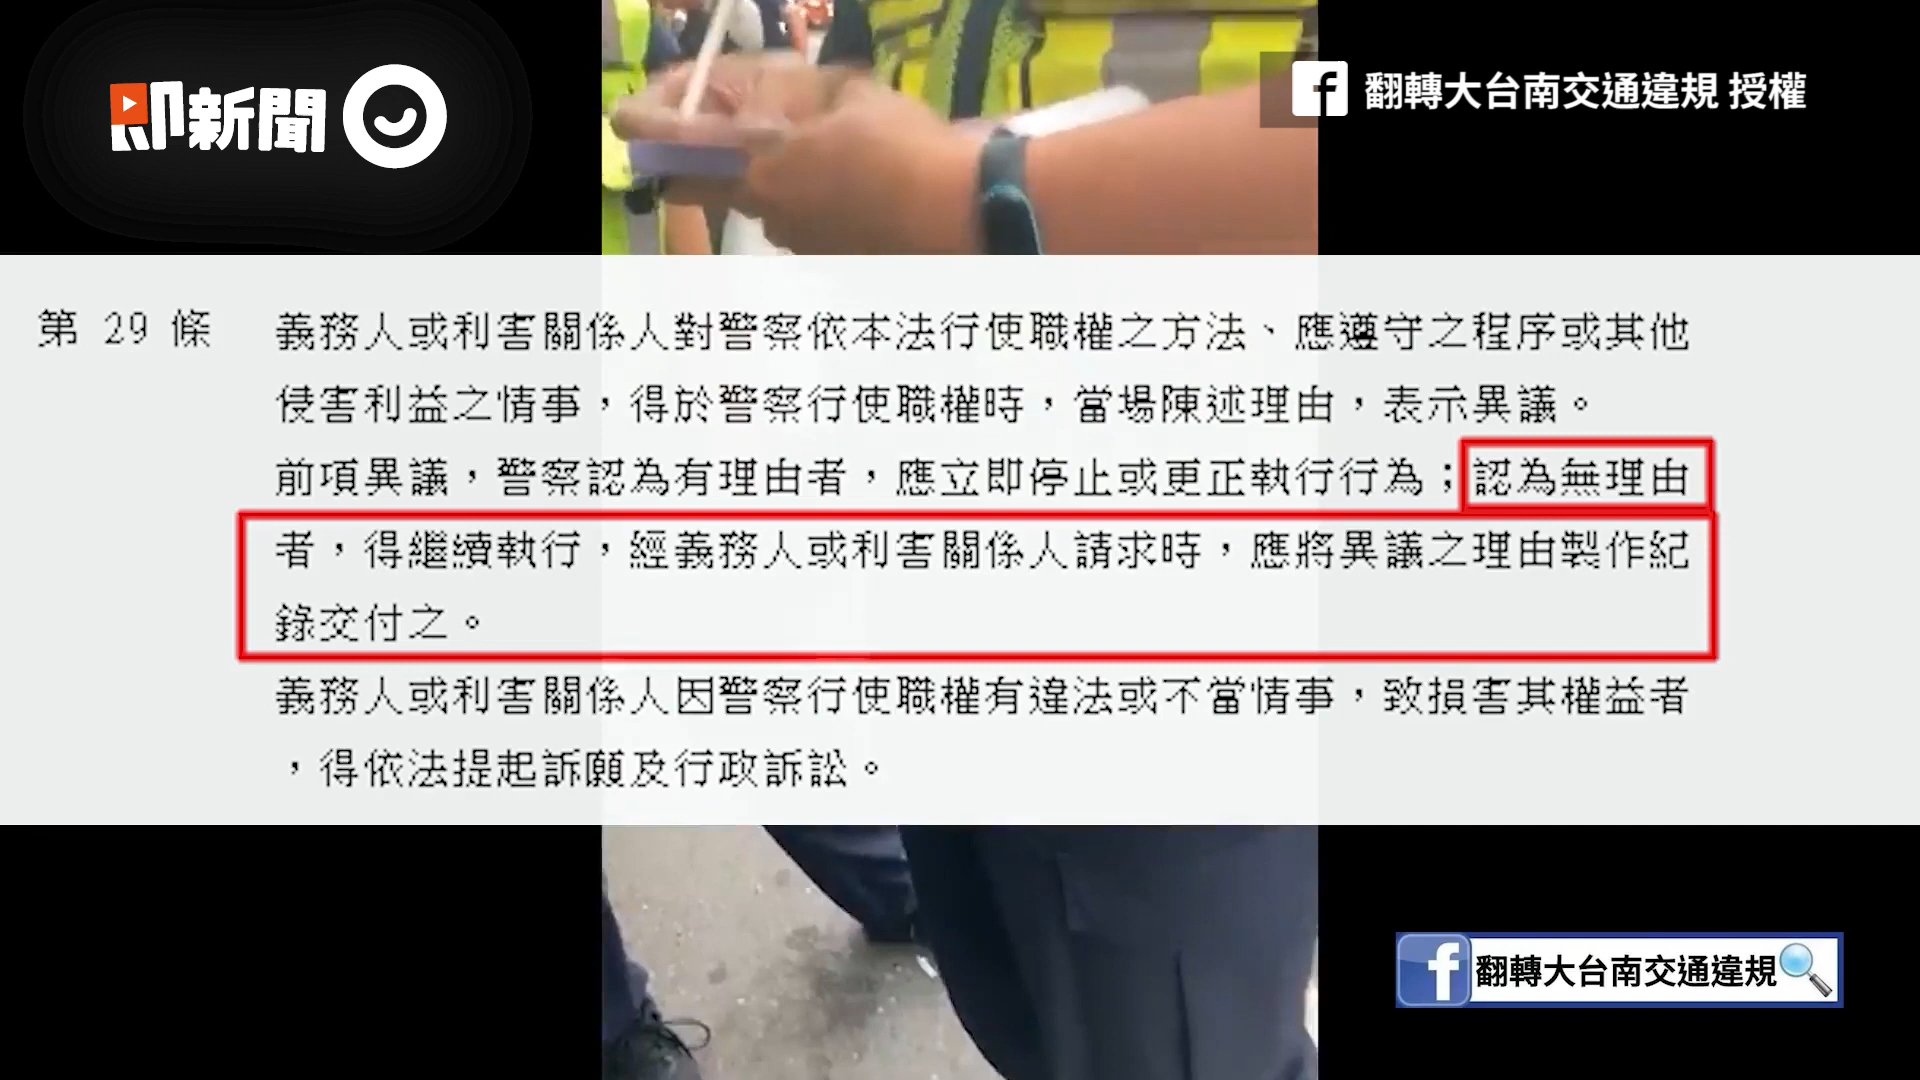 即新聞
翻轉大台南交通違規 授權
第 29 條
義務人或利害關係人對警察依本法行使職權之方法、應遵守之程序或其他
侵害利益之情事，得於警察行使職權時，當場陳述理由，表示異議。
前項異議，警察認為有理由者，應立即停止或更正執行行為；認為無理由
者，得繼續執行，經義務人或利害關係人請求時，應將異議之理由製作紀
錄交付之。
義務人或利害關係人因警察行使職權有違法或不當情事，致損害其權益者
，得依法提起訴願及行政訴訟。
翻轉大台南交通違規